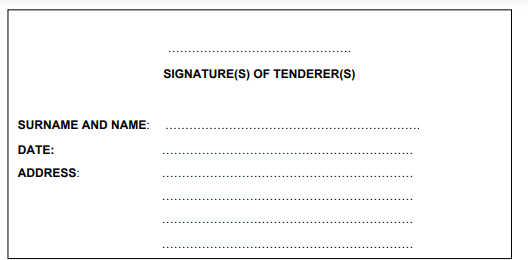 ..............................................
SIGNATURE(S) OF TENDERER(S)
SURNAME AND NAME: ................................................................
DATE: ...............................................................
ADDRESS: ...............................................................
...............................................................
...............................................................
...............................................................